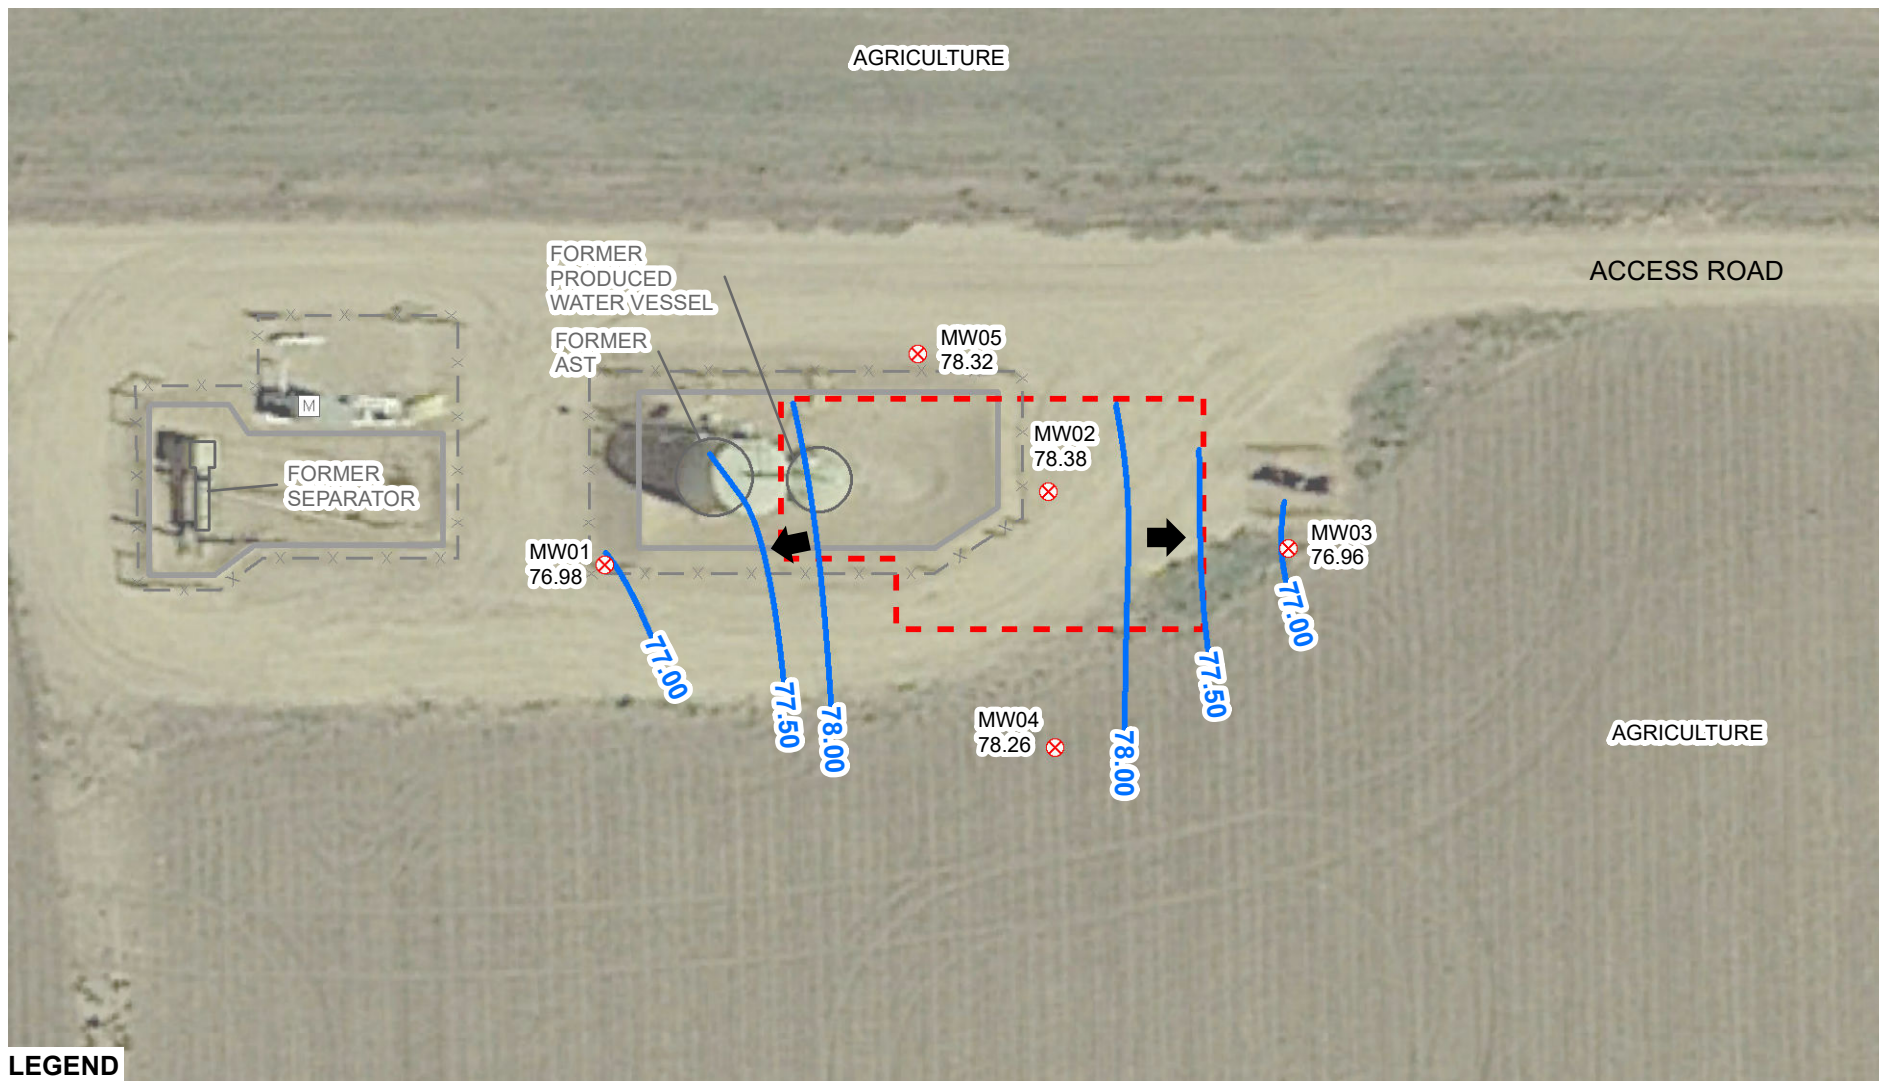 AGRICULTURE
ACCESS ROAD
FORMER
PRODUCED
WATER VESSEL
FORMER
AST
MW05
78.32
M
MW02
78.38
FORMER
SEPARATOR
MW01
76.98
MW03
76.96
77.00
77.00
77.50
78.00
77.50
MW04
78.26
78.00
AGRICULTURE
LEGEND